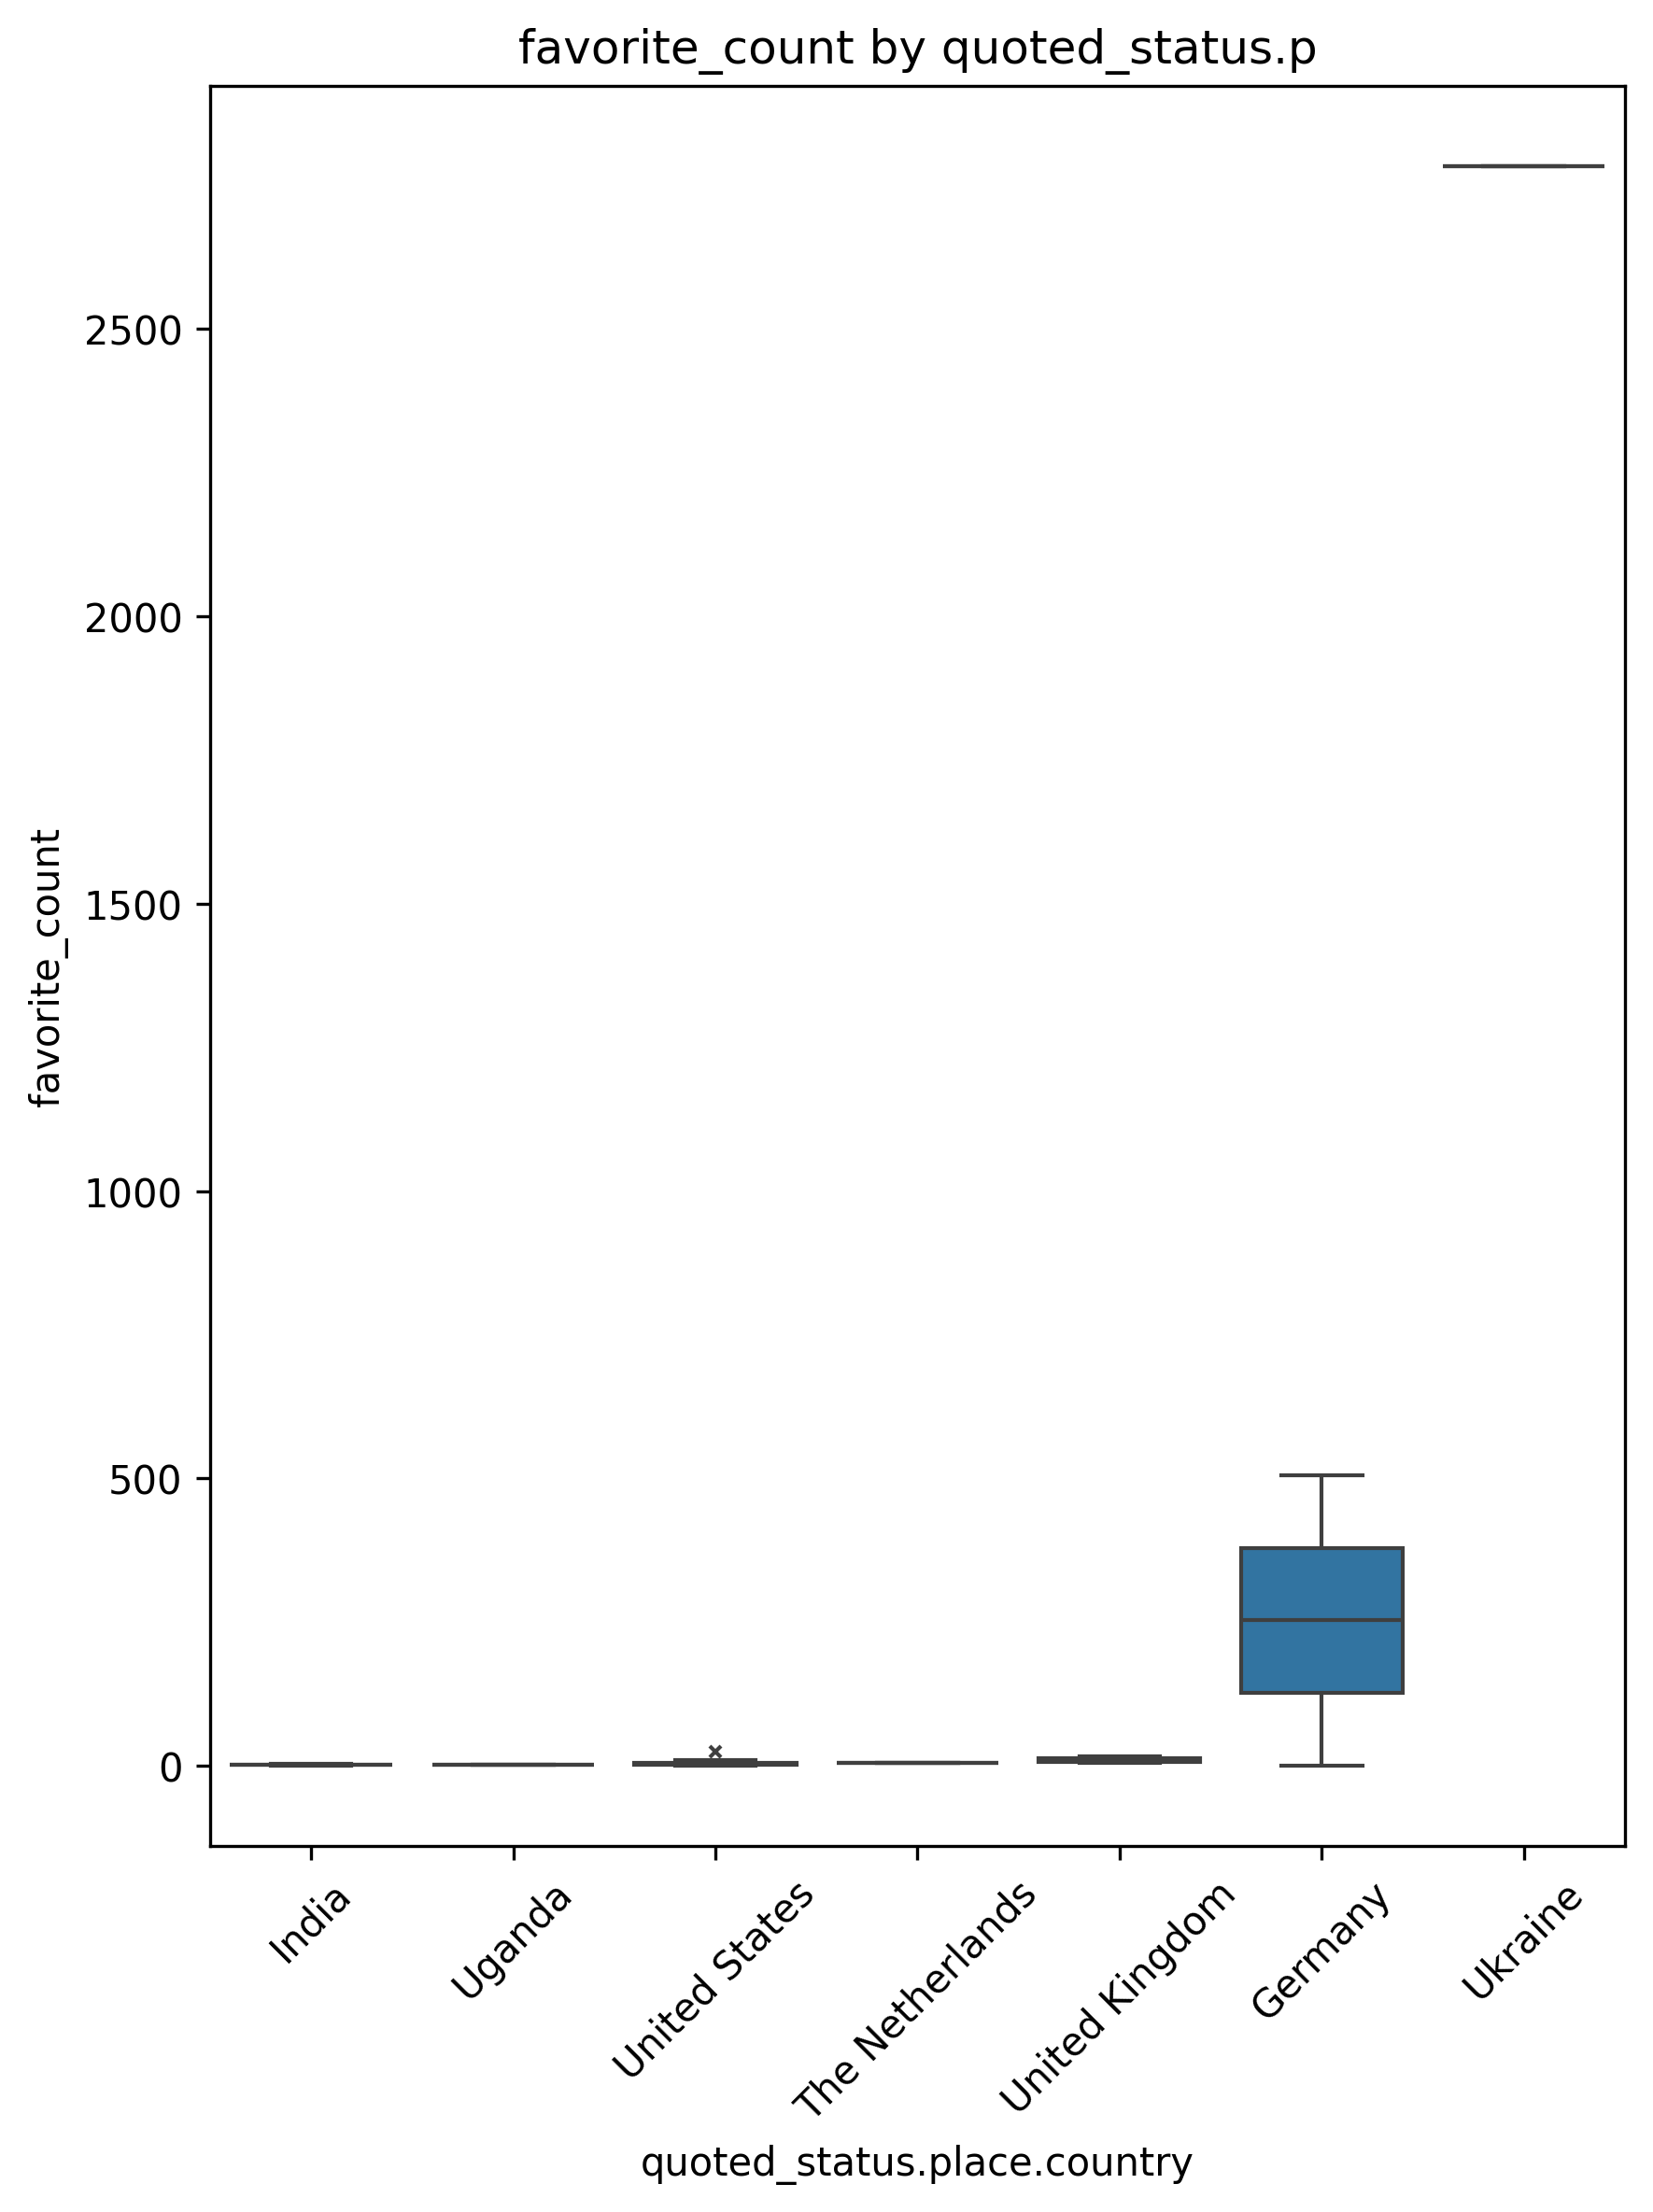 favorite_count by quoted_status.p
favorite_count
2500
2000
1500
1000
500
0
India
Uganda
United States
The Netherlands
United Kingdom
Germany
Ukraine
quoted_status.place.country